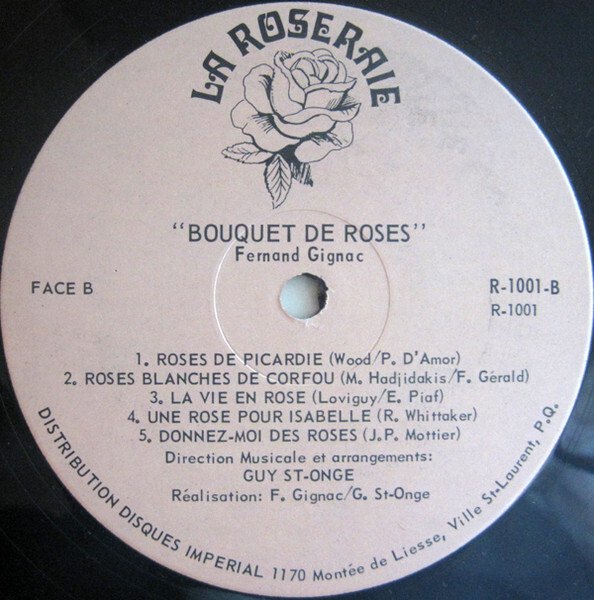 LA ROSERAIE
"BOUQUET DE ROSES"
Fernand Gignac
FACE B
R-1001-B
R-1001
1. ROSES DE PICARDIE (Wood/P. D'Amor)
2. ROSES BLANCHES DE CORFOU (M. Hadjidakis/F. Gérald)
3. LA VIE EN ROSE (Loviguy/E. Piaf)
4. UNE ROSE POUR ISABELLE (R. Whittaker)
5. DONNEZ-MOI DES ROSES (J.P. Mottier)
Direction Musicale et arrangements:
GUY ST-ONGE
Réalisation: F. Gignac/G. St-Onge
DISTRIBUTION DISQUES IMPERIAL 1170 Montée de Liesse, Ville St-Laurent, P.Q.